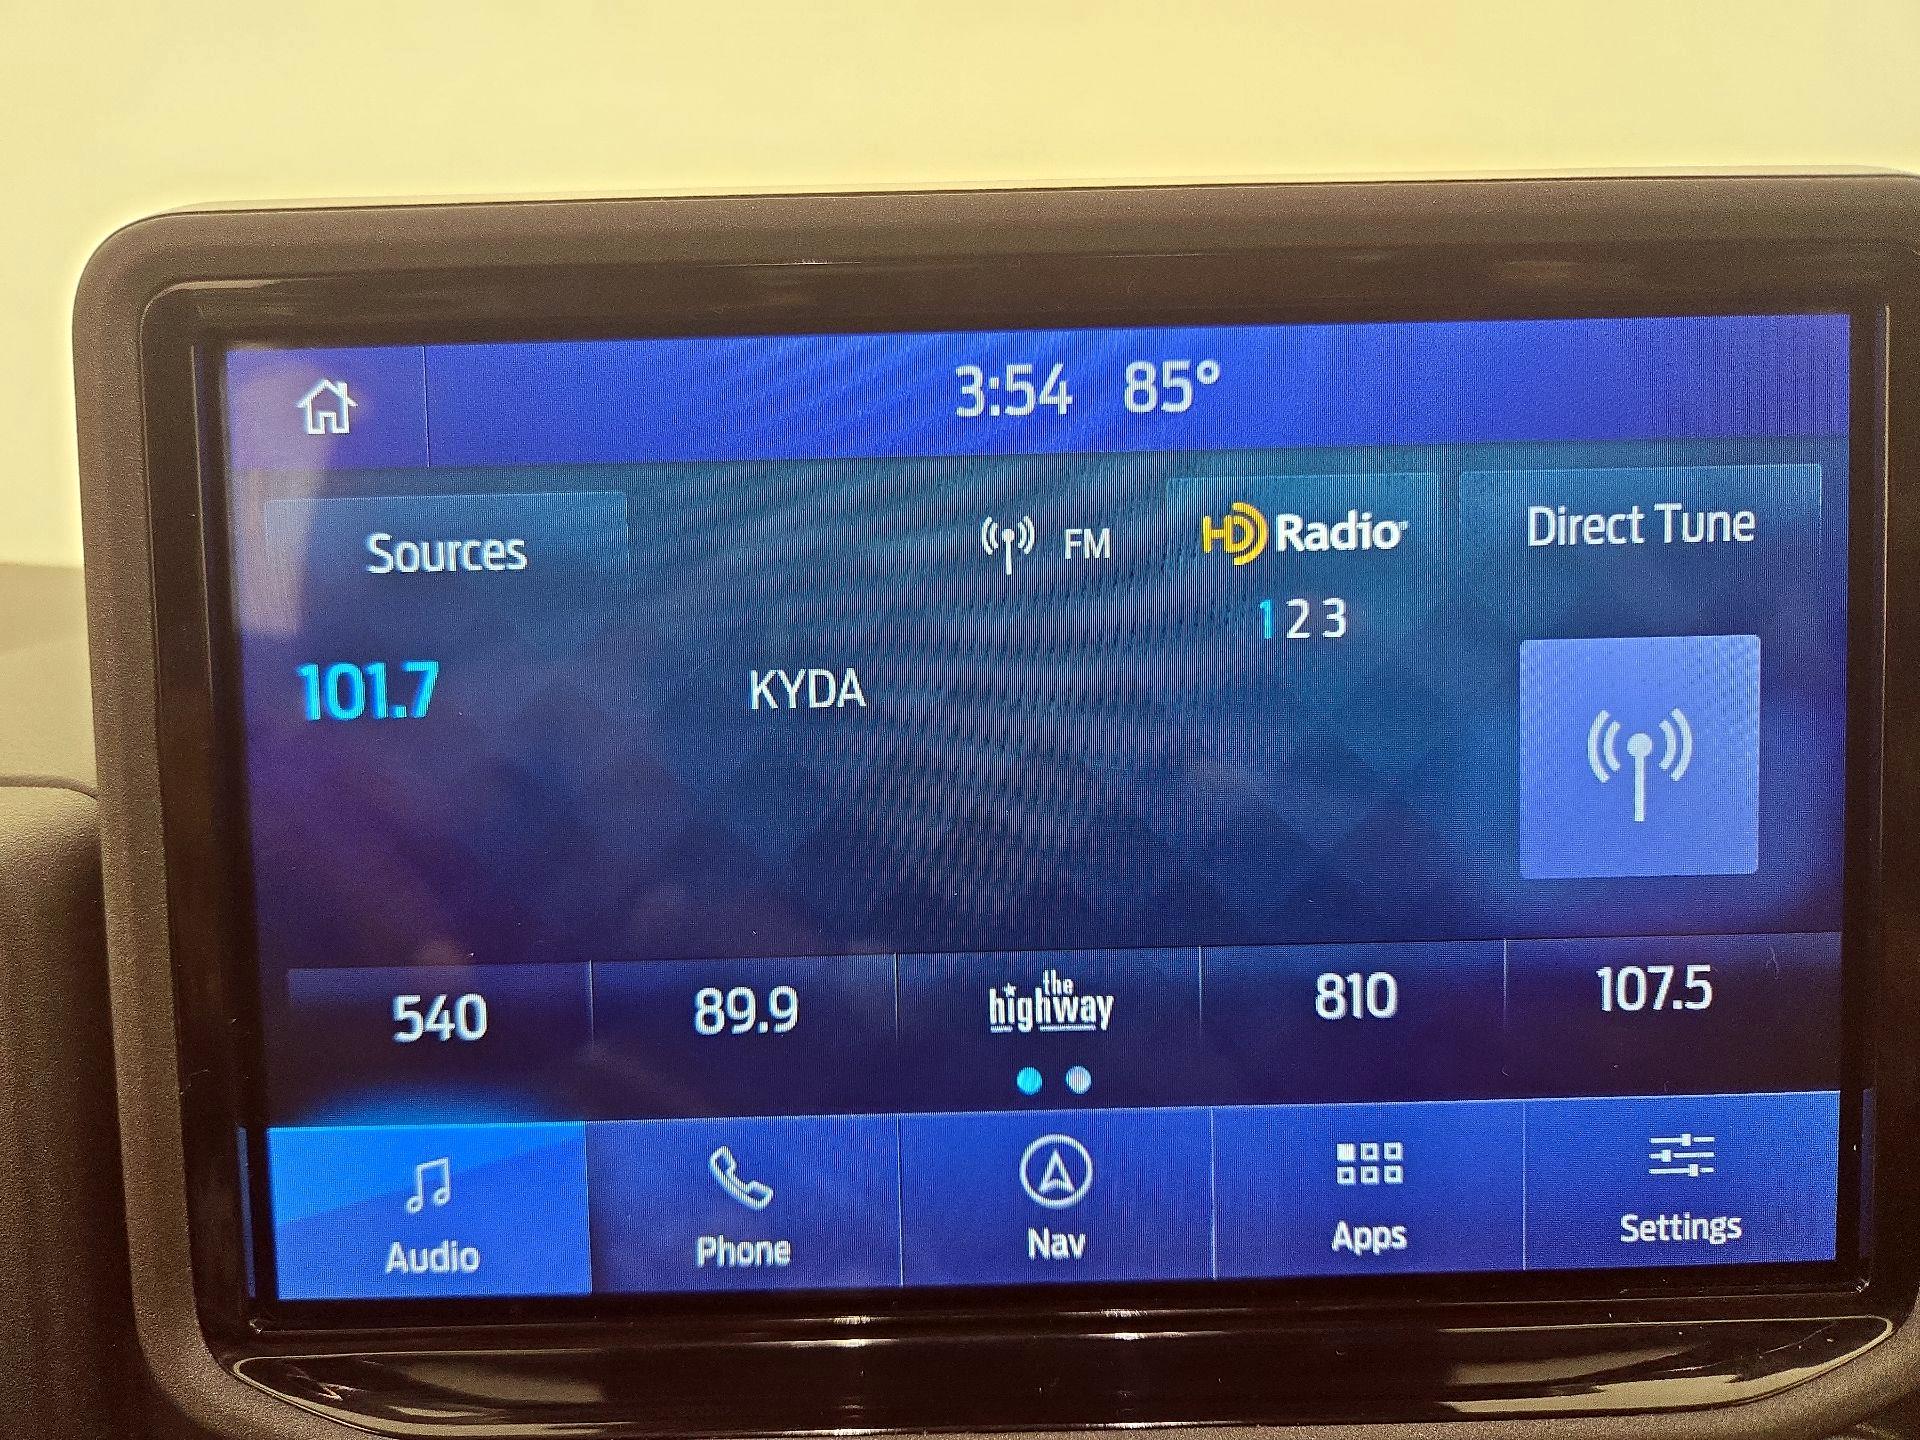 3:54 85°
Sources
FM
HD Radio
Direct Tune
1 2 3
101.7
KYDA
540
89.9
the
highway
810
107.5
Audio
Phone
Nav
Apps
Settings